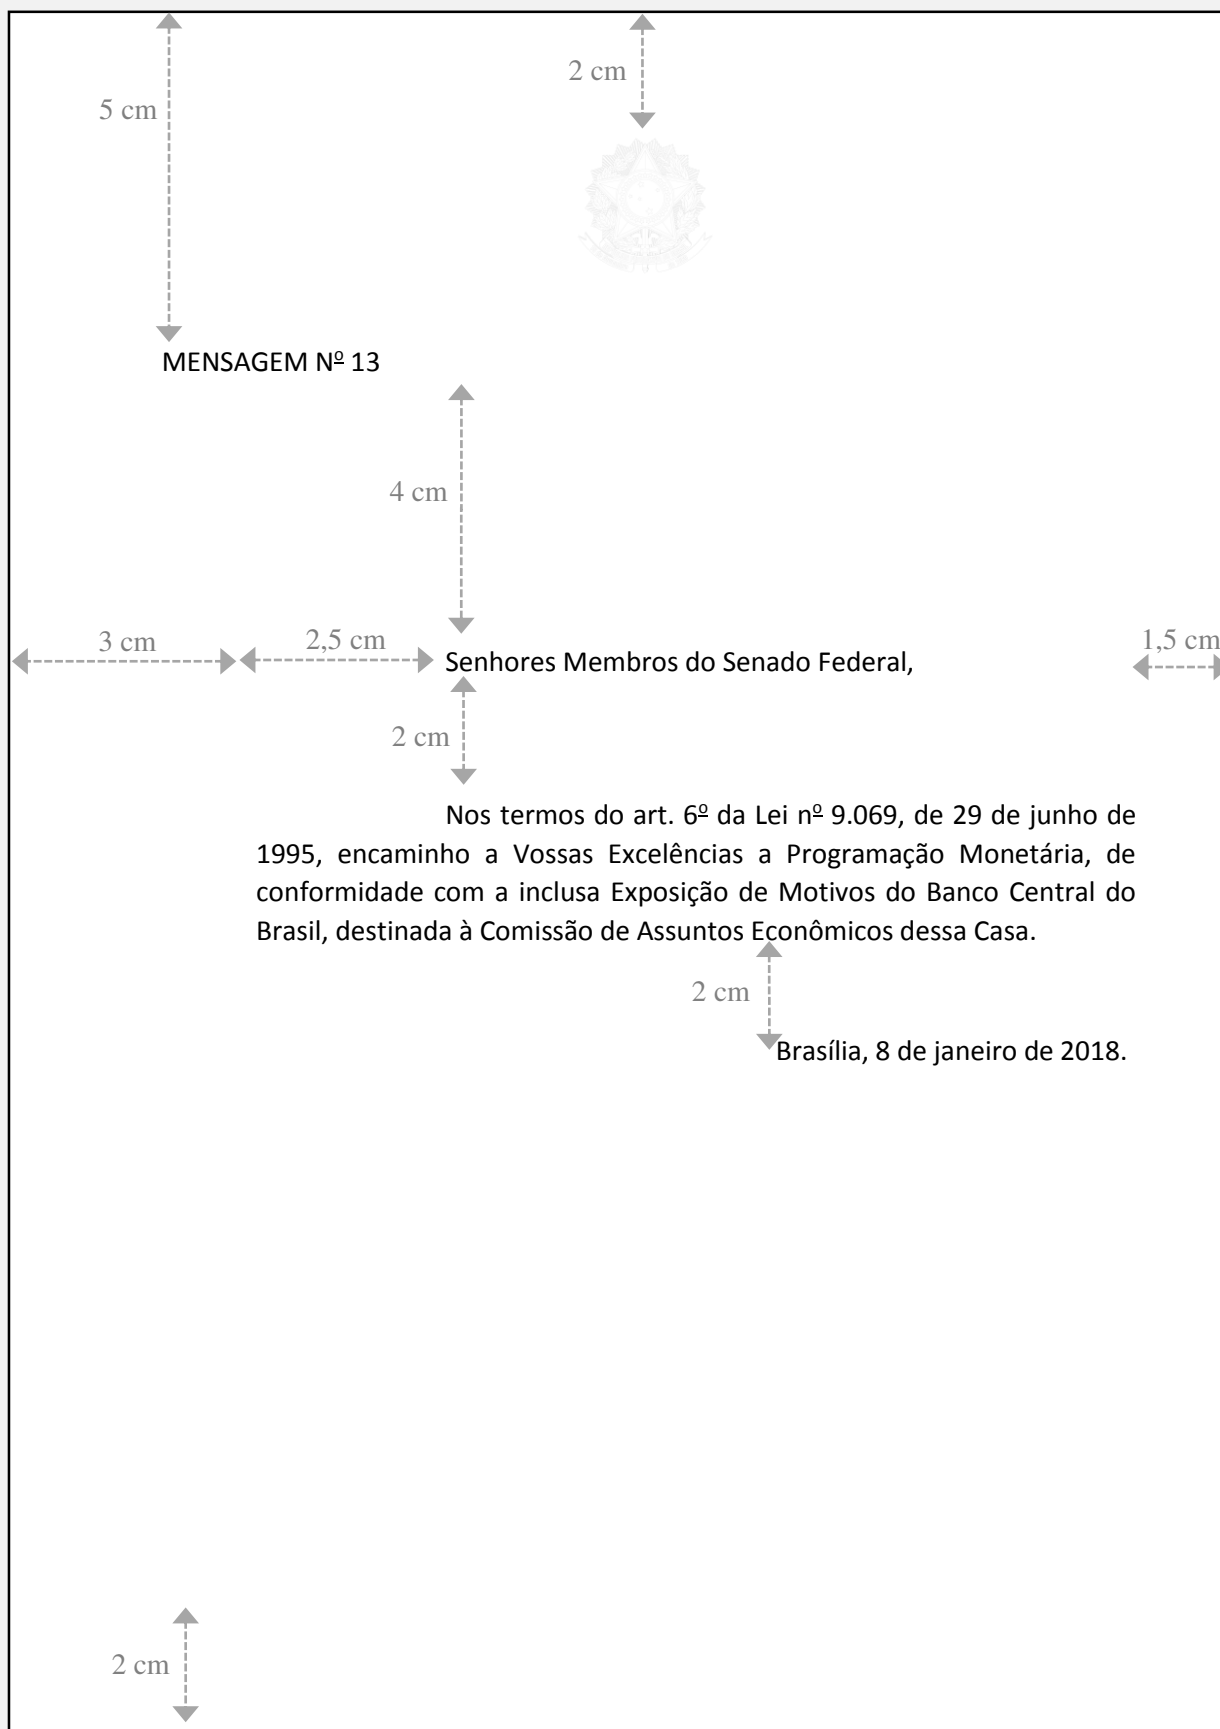 2 cm
5 cm
MENSAGEM Nº 13
4 cm
3 cm
2,5 cm
Senhores Membros do Senado Federal,
1,5 cm
2 cm
Nos termos do art. 6º da Lei nº 9.069, de 29 de junho de
1995, encaminho a Vossas Excelências a Programação Monetária, de
conformidade com a inclusa Exposição de Motivos do Banco Central do
Brasil, destinada à Comissão de Assuntos Econômicos dessa Casa.
2 cm
Brasília, 8 de janeiro de 2018.
2 cm